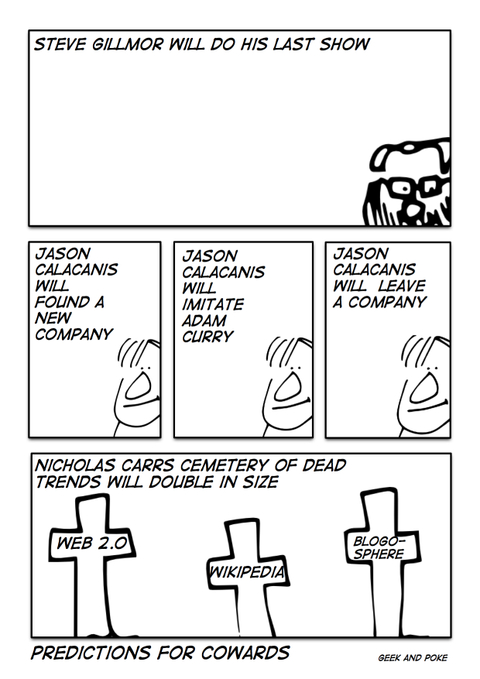 STEVE GILLMOR WILL DO HIS LAST SHOW
JASON
CALACANIS
WILL
FOUND A
NEW
COMPANY
JASON
CALACANIS
WILL
IMITATE
ADAM
CURRY
JASON
CALACANIS
WILL LEAVE
A COMPANY
NICHOLAS CARRS CEMETERY OF DEAD
TRENDS WILL DOUBLE IN SIZE
WEB 2.0
WIKIPEDIA
BLOGO-
SPHERE
PREDICTIONS FOR COWARDS
GEEK AND POKE